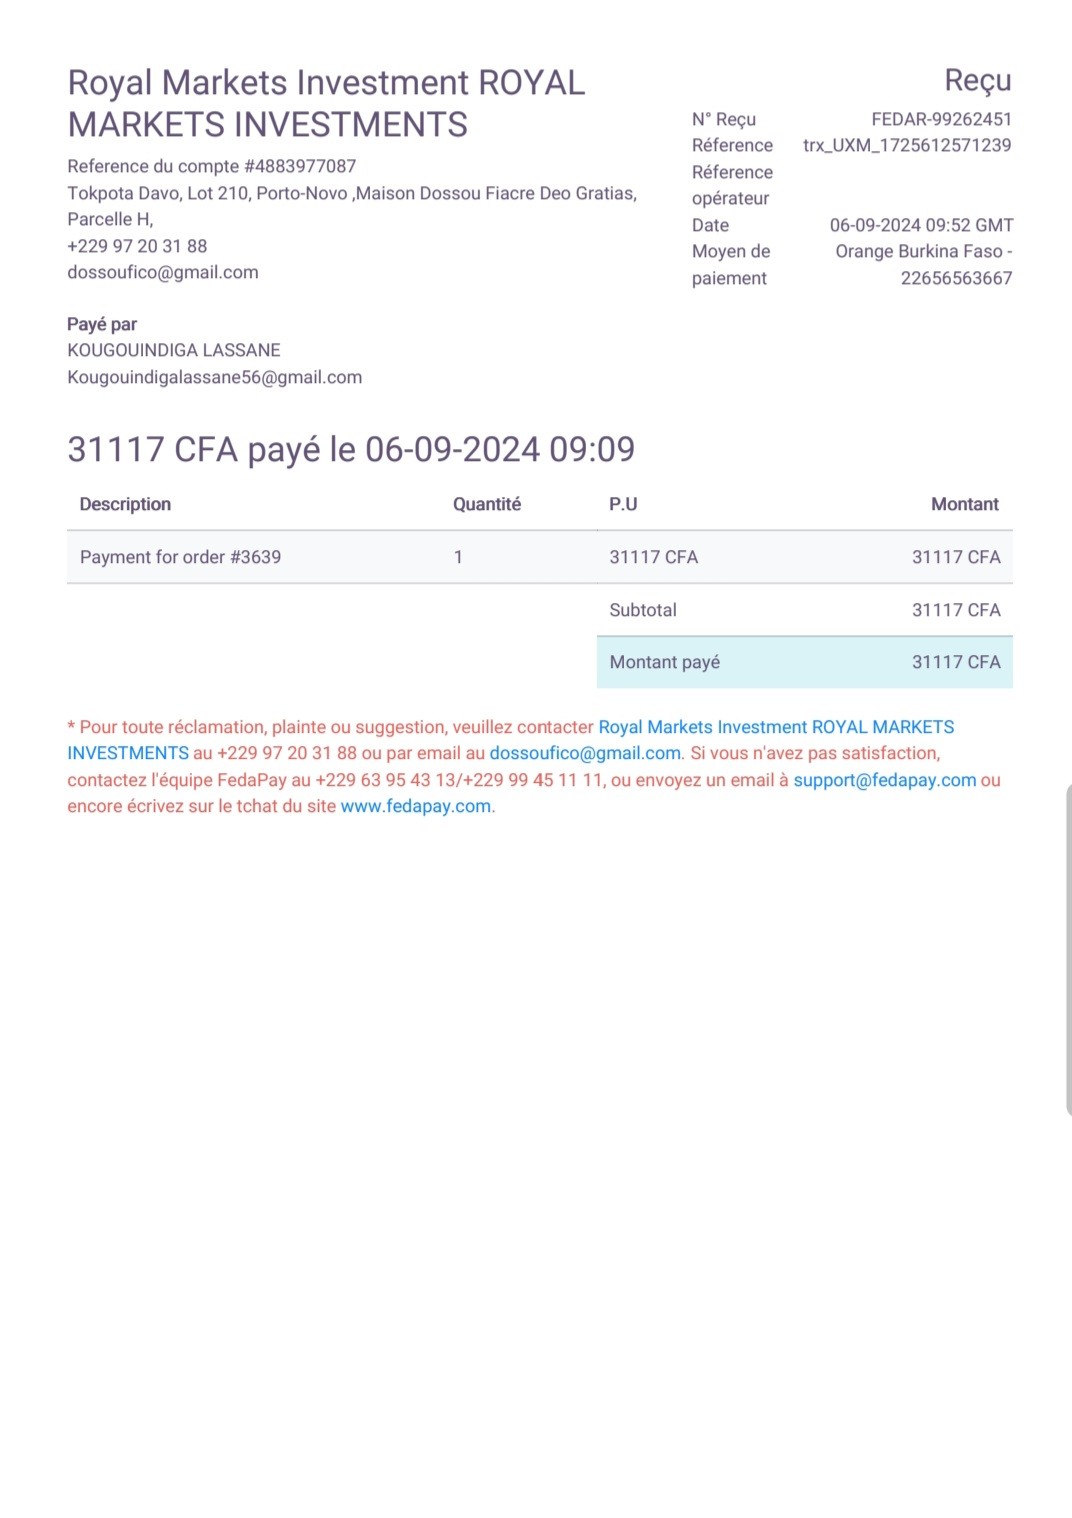 Royal Markets Investment ROYAL
MARKETS INVESTMENTS
Reference du compte #4883977087
Tokpota Davo, Lot 210, Porto-Novo ,Maison Dossou Fiacre Deo Gratias,
Parcelle H,
+229 97 20 31 88
dossoufico@gmail.com
Reçu
N° Reçu FEDAR-99262451
Réference trx_UXM_1725612571239
Réference
opérateur
Date 06-09-2024 09:52 GMT
Moyen de Orange Burkina Faso -
paiement 22656563667
Payé par
KOUGOUINDIGA LASSANE
Kougouindigalassane56@gmail.com
31117 CFA payé le 06-09-2024 09:09
Description Quantité P.U Montant
Payment for order #3639 1 31117 CFA 31117 CFA
Subtotal 31117 CFA
Montant payé 31117 CFA
* Pour toute réclamation, plainte ou suggestion, veuillez contacter Royal Markets Investment ROYAL MARKETS
INVESTMENTS au +229 97 20 31 88 ou par email au dossoufico@gmail.com. Si vous n'avez pas satisfaction,
contactez l'équipe FedaPay au +229 63 95 43 13/+229 99 45 11 11, ou envoyez un email à support@fedapay.com ou
encore écrivez sur le tchat du site www.fedapay.com.